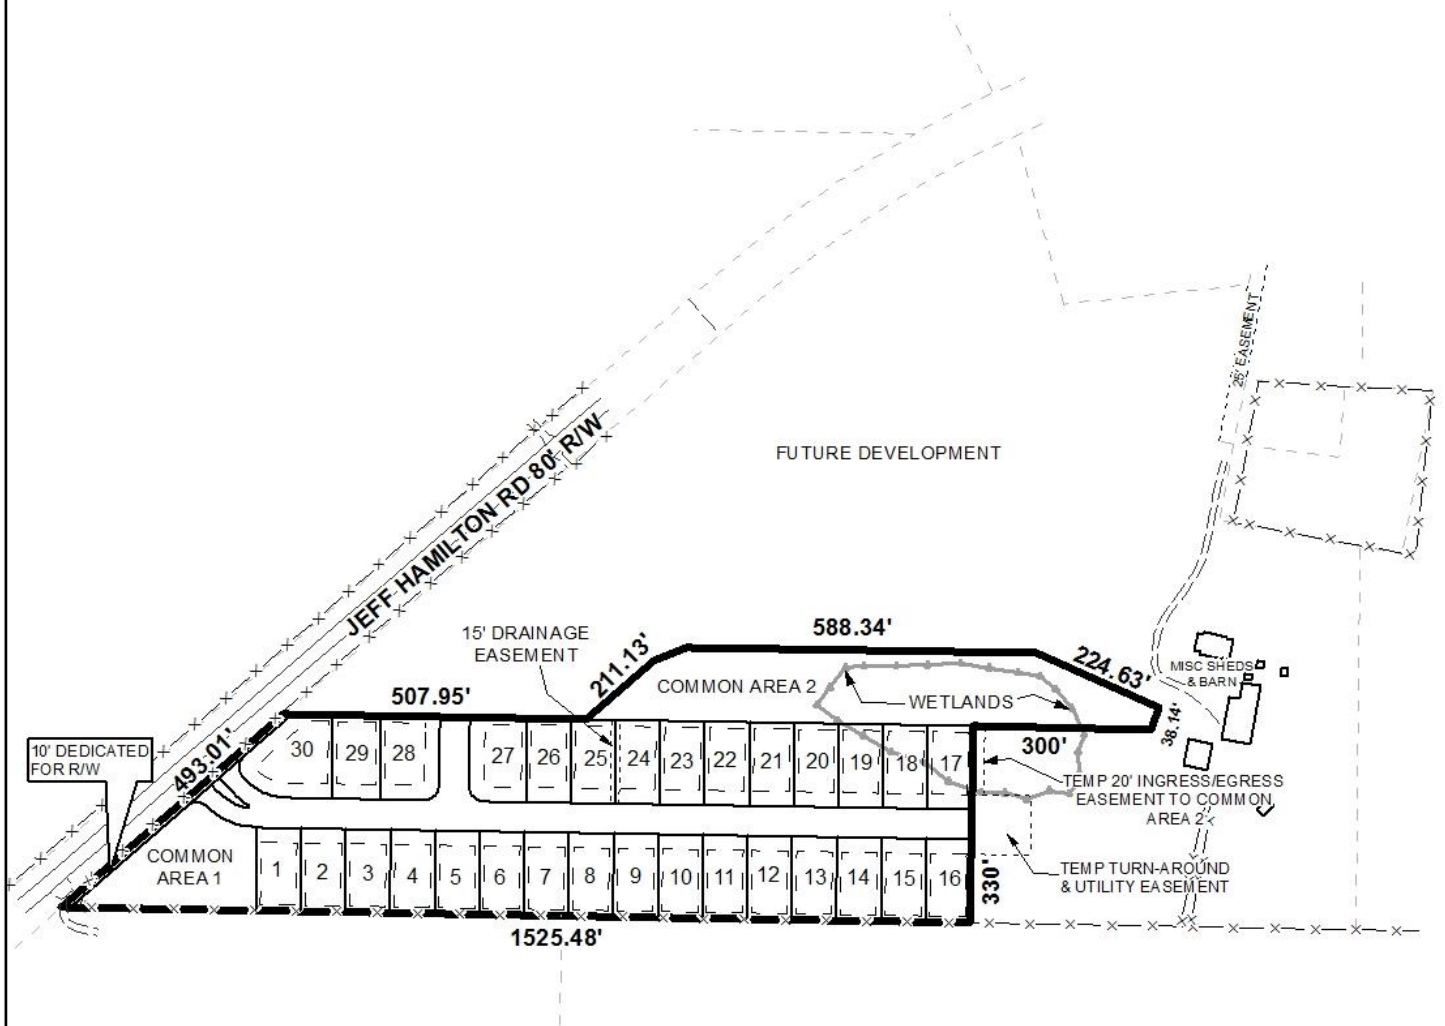 25' EASEMENT
FUTURE DEVELOPMENT
JEFF HAMILTON RD 80' R/W
588.34'
15' DRAINAGE
EASEMENT
211.13'
224.63'
MISC SHEDS
& BARN
COMMON AREA 2
WETLANDS
507.95'
38.14'
10' DEDICATED
FOR R/W
493.01'
300'
30
29
28
27
26
25
24
23
22
21
20
19
18
17
TEMP 20' INGRESS/EGRESS
EASEMENT TO COMMON
AREA 2
COMMON
AREA 1
1
2
3
4
5
6
7
8
9
10
11
12
13
14
15
16
330'
TEMP TURN-AROUND
& UTILITY EASEMENT
1525.48'